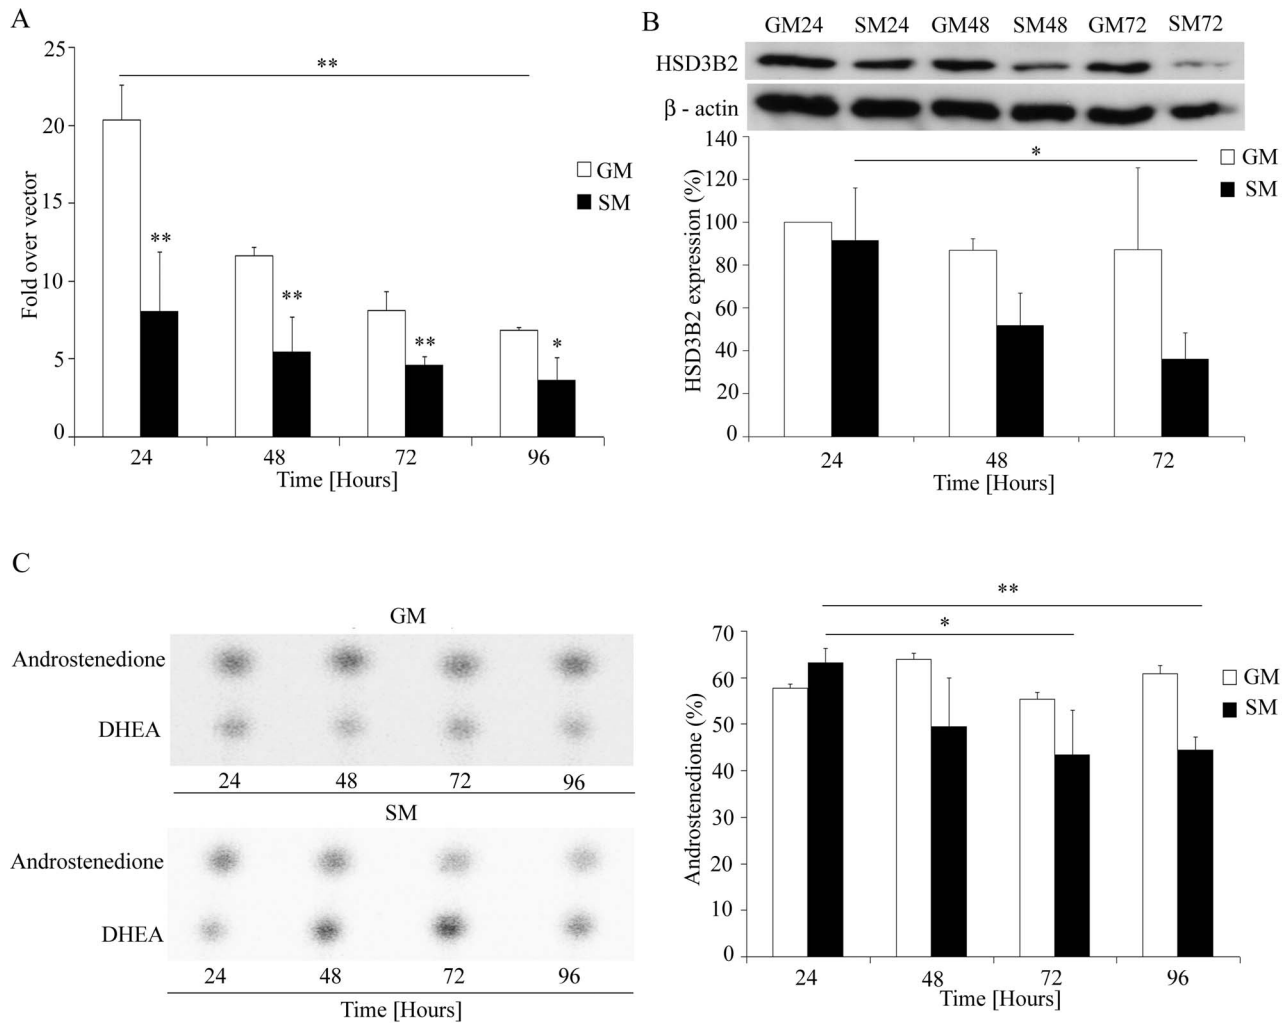 A
25
20
15
10
5
0
Fold over vector
**
**
**
**
*
GM
SM
24 48 72 96
Time [Hours]
B
GM24 SM24 GM48 SM48 GM72 SM72
HSD3B2
β - actin
140
120
100
80
60
40
20
0
HSD3B2 expression (%)
*
GM
SM
24 48 72
Time [Hours]
C
GM
Androstenedione
DHEA
24 48 72 96
SM
Androstenedione
DHEA
24 48 72 96
Time [Hours]
**
*
70
60
50
40
30
20
10
0
Androstenedione (%)
GM
SM
24 48 72 96
Time [Hours]